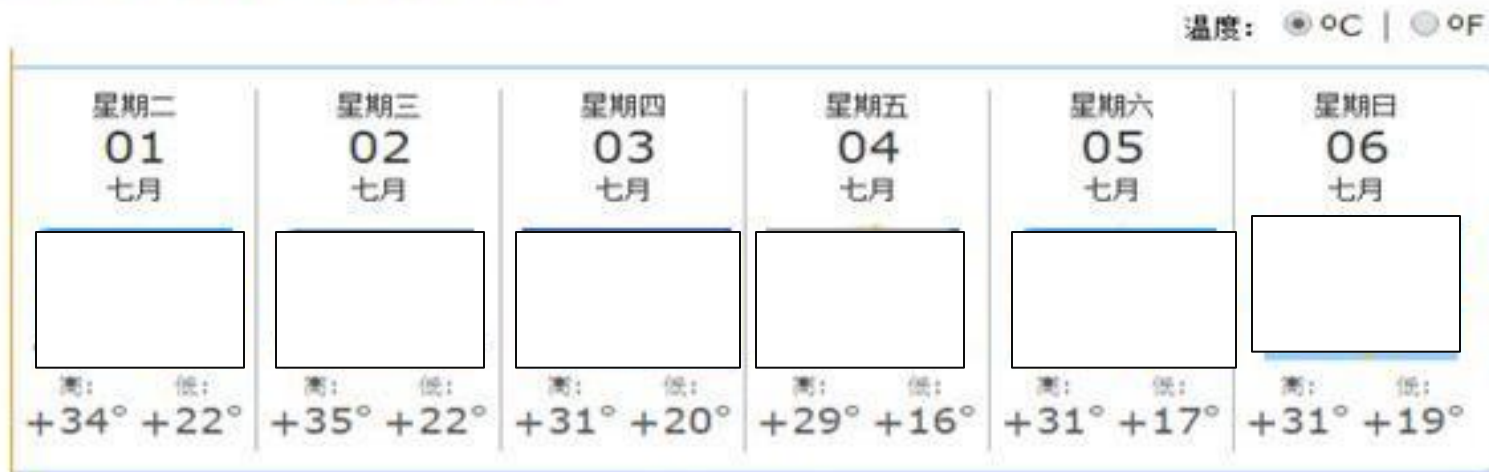 温度: ºC | ºF
星期二 星期三 星期四 星期五 星期六 星期日
01 02 03 04 05 06
七月 七月 七月 七月 七月 七月
高: 低: 高: 低: 高: 低: 高: 低: 高: 低: 高: 低:
+34° +22° +35° +22° +31° +20° +29° +16° +31° +17° +31° +19°